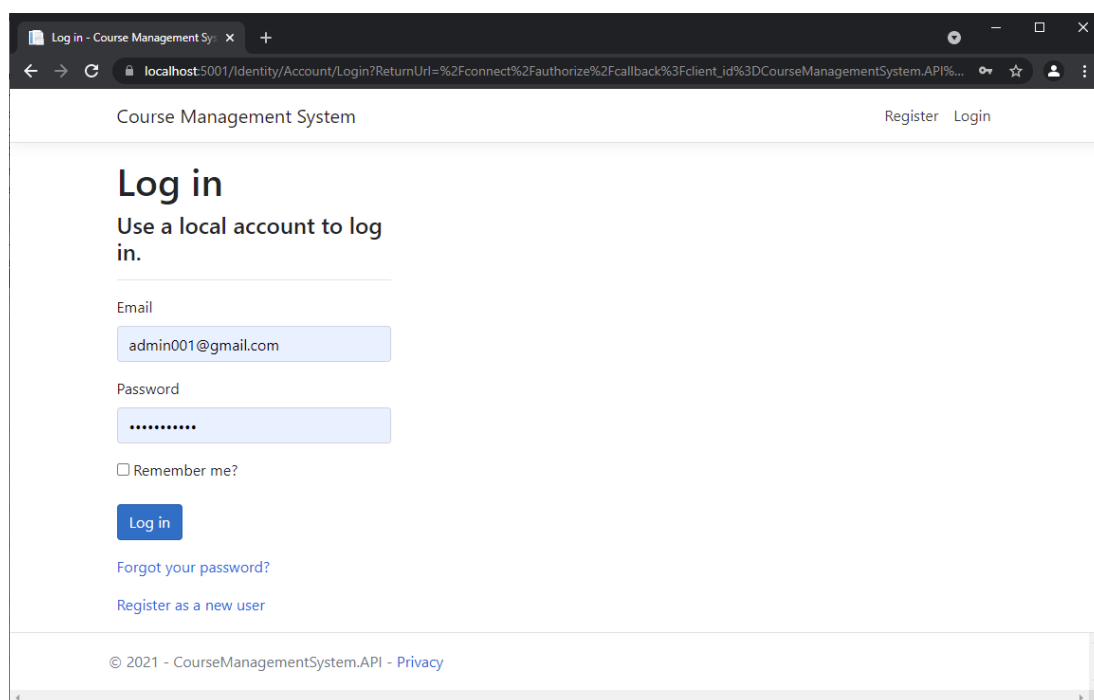 Log in - Course Management Sys
localhost:5001/Identity/Account/Login?ReturnUrl=%2Fconnect%2Fauthorize%2Fcallback%3Fclient_id%3DCourseManagementSystem.API%...
Course Management System Register Login
Log in
Use a local account to log
in.
Email
admin001@gmail.com
Password
•••••••••••
Remember me?
Log in
Forgot your password?
Register as a new user
© 2021 - CourseManagementSystem.API - Privacy